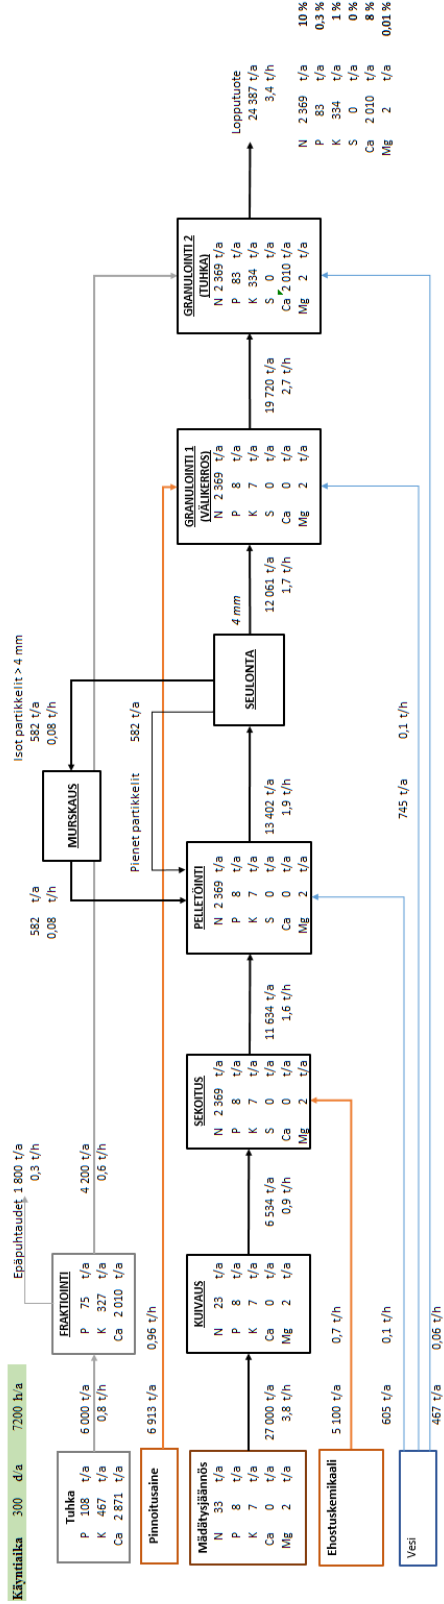 Käyntiaika 300 d/a 7200 h/a
Tuhka
P 108 t/a
K 467 t/a
Ca 2 871 t/a
6 000 t/a
0,8 t/h
FRAKTIOINTI
P 75 t/a
K 327 t/a
Ca 2 010 t/a
Epäpuhtaudet 1 800 t/a
0,3 t/h
4 200 t/a
0,6 t/h
582 t/a
0,08 t/h
MURSKAUS
Isot partikkelit > 4 mm
582 t/a
0,08 t/h
Pienet partikkelit
582 t/a
Pinnoitusaine
6 913 t/a
0,96 t/h
Mädätysjäännös
N 33 t/a
P 8 t/a
K 7 t/a
Ca 0 t/a
Mg 2 t/a
27 000 t/a
3,8 t/h
KUIVAUS
N 23 t/a
P 8 t/a
K 7 t/a
Ca 0 t/a
Mg 2 t/a
6 534 t/a
0,9 t/h
SEKOITUS
N 2 369 t/a
P 8 t/a
K 7 t/a
S 0 t/a
Ca 0 t/a
Mg 2 t/a
11 634 t/a
1,6 t/h
PELLETÖINTI
N 2 369 t/a
P 8 t/a
K 7 t/a
S 0 t/a
Ca 0 t/a
Mg 2 t/a
13 402 t/a
1,9 t/h
SEULONTA
4 mm
12 061 t/a
1,7 t/h
GRANULOINTI 1
(VÄLIKERROS)
N 2 369 t/a
P 8 t/a
K 7 t/a
S 0 t/a
Ca 0 t/a
Mg 2 t/a
19 720 t/a
2,7 t/h
GRANULOINTI 2
(TUHKA)
N 2 369 t/a
P 83 t/a
K 334 t/a
S 0 t/a
Ca 2 010 t/a
Mg 2 t/a
Lopputuote
24 387 t/a
3,4 t/h
N 2 369 t/a 10 %
P 83 t/a 0,3 %
K 334 t/a 1 %
S 0 t/a 0 %
Ca 2 010 t/a 8 %
Mg 2 t/a 0,01 %
Ehostuskemikaali
5 100 t/a
0,7 t/h
Vesi
605 t/a
0,1 t/h
745 t/a
0,1 t/h
467 t/a
0,06 t/h